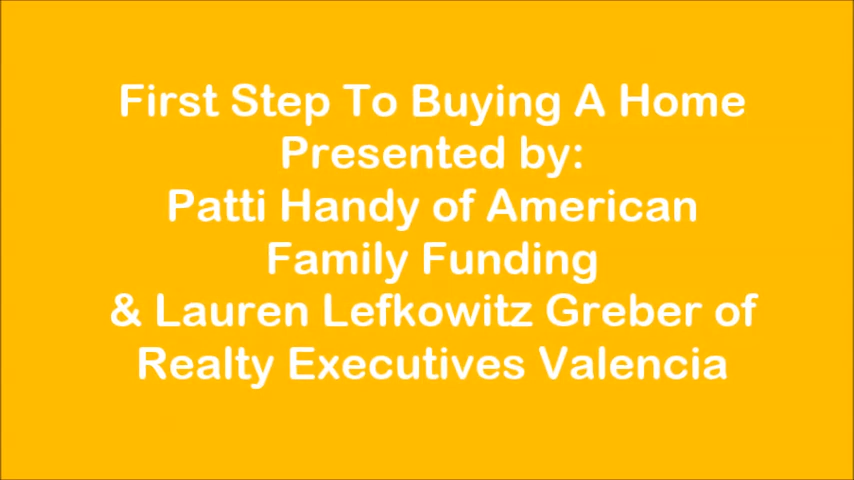 First Step To Buying A Home
Presented by:
Patti Handy of American
Family Funding
& Lauren Lefkowitz Greber of
Realty Executives Valencia